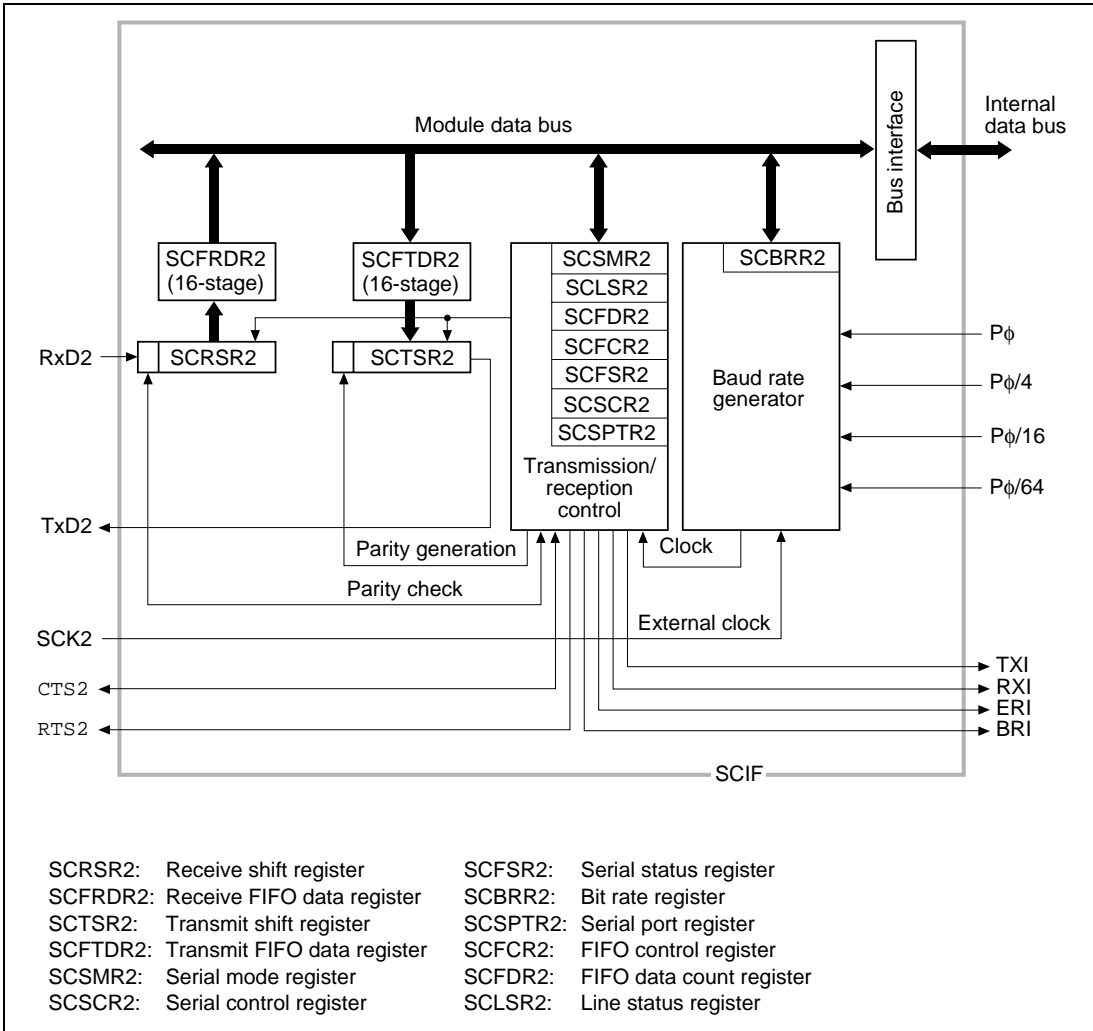 Module data bus
Bus interface
Internal
data bus
SCFRDR2
(16-stage)
SCFTDR2
(16-stage)
SCSMR2
SCLSR2
SCFDR2
SCFCR2
SCFSR2
SCSCR2
SCSPTR2
Transmission/
reception
control
SCBRR2
Baud rate
generator
Pϕ
Pϕ/4
Pϕ/16
Pϕ/64
RxD2
SCRSR2
SCTSR2
TxD2
Parity generation
Parity check
Clock
External clock
SCK2
CTS2
RTS2
TXI
RXI
ERI
BRI
SCIF
SCRSR2: Receive shift register
SCFRDR2: Receive FIFO data register
SCTSR2: Transmit shift register
SCFTDR2: Transmit FIFO data register
SCSMR2: Serial mode register
SCSCR2: Serial control register
SCFSR2: Serial status register
SCBRR2: Bit rate register
SCSPTR2: Serial port register
SCFCR2: FIFO control register
SCFDR2: FIFO data count register
SCLSR2: Line status register